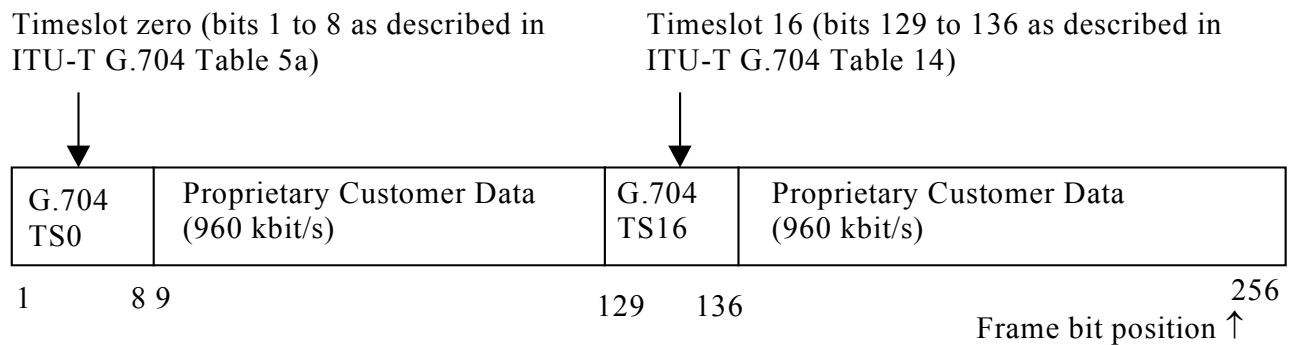 Timeslot zero (bits 1 to 8 as described in
ITU-T G.704 Table 5a)
Timeslot 16 (bits 129 to 136 as described in
ITU-T G.704 Table 14)
G.704
TS0
Proprietary Customer Data
(960 kbit/s)
G.704
TS16
Proprietary Customer Data
(960 kbit/s)
1
8 9
129
136
256
Frame bit position ↑